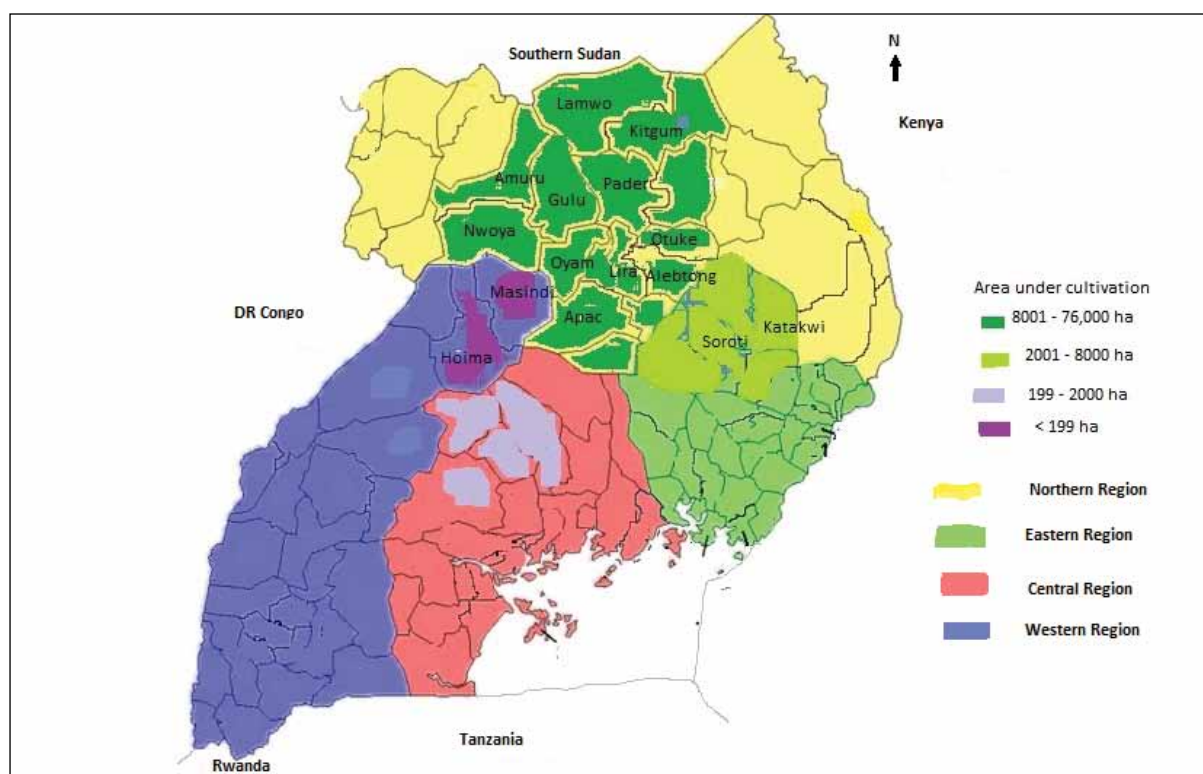 Southern Sudan
N
Kenya
Lamwo
Kitgum
Amuru
Pader
Gulu
Nwoya
Otuke
Oyam
Lira
Alebtong
Masindi
DR Congo
Apac
Katakwi
Soroti
Hoima
Area under cultivation
8001 - 76,000 ha
2001 - 8000 ha
199 - 2000 ha
< 199 ha
Northern Region
Eastern Region
Central Region
Western Region
Tanzania
Rwanda